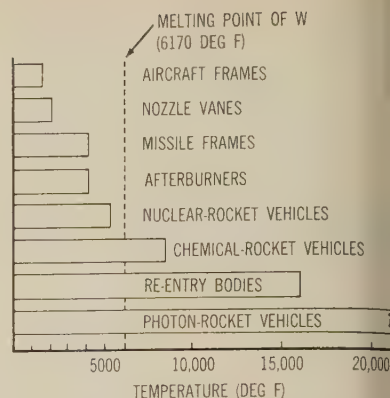 MELTING POINT OF W
(6170 DEG F)
AIRCRAFT FRAMES
NOZZLE VANES
MISSILE FRAMES
AFTERBURNERS
NUCLEAR-ROCKET VEHICLES
CHEMICAL-ROCKET VEHICLES
RE-ENTRY BODIES
PHOTON-ROCKET VEHICLES
5000 10,000 15,000 20,000
TEMPERATURE (DEG F)